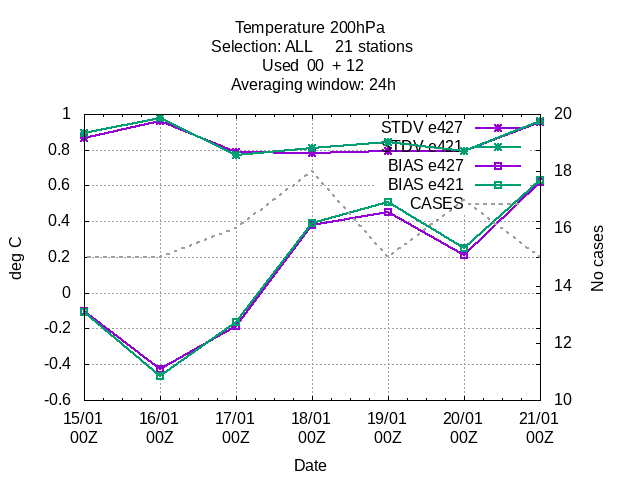 Temperature 200hPa
Selection: ALL     21 stations
Used  00  + 12
Averaging window: 24h
1
0.8
0.6
0.4
0.2
0
-0.2
-0.4
-0.6
deg C
20
18
16
14
12
10
No cases
STDV e427
STDV e421
BIAS e427
BIAS e421
CASES
15/01 16/01 17/01 18/01 19/01 20/01 21/01
00Z 00Z 00Z 00Z 00Z 00Z 00Z
Date